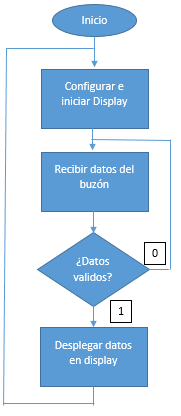 Inicio
Configurar e
iniciar Display
Recibir datos del
buzón
¿Datos
validos?
0
1
Desplegar datos
en display